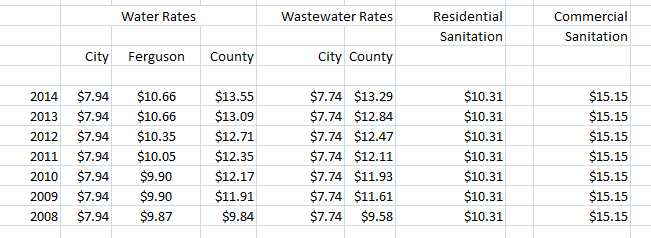 Water Rates Wastewater Rates Residential Commercial
Sanitation Sanitation
City Ferguson County City County
2014 $7.94 $10.66 $13.55 $7.74 $13.29 $10.31 $15.15
2013 $7.94 $10.66 $13.09 $7.74 $12.84 $10.31 $15.15
2012 $7.94 $10.35 $12.71 $7.74 $12.47 $10.31 $15.15
2011 $7.94 $10.05 $12.35 $7.74 $12.11 $10.31 $15.15
2010 $7.94 $9.90 $12.17 $7.74 $11.93 $10.31 $15.15
2009 $7.94 $9.90 $11.91 $7.74 $11.61 $10.31 $15.15
2008 $7.94 $9.87 $9.84 $7.74 $9.58 $10.31 $15.15